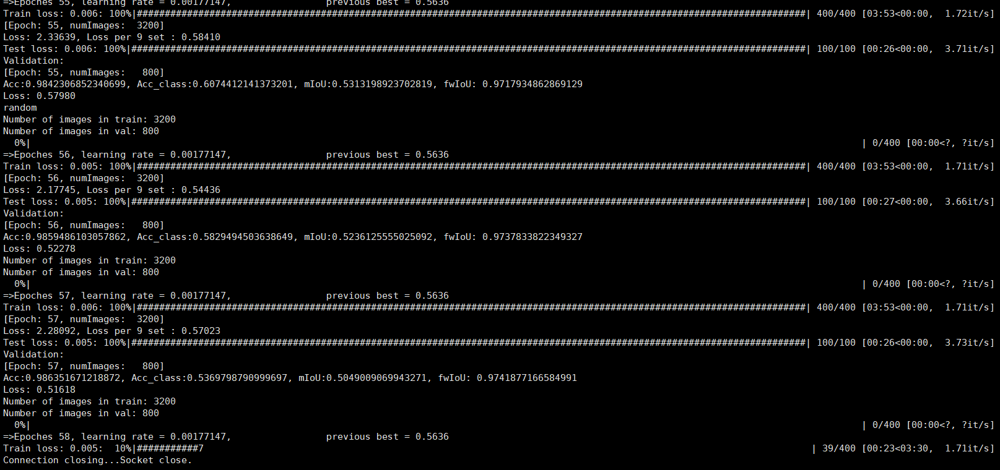 =>Epoches 55, learning rate = 0.00177147, previous best = 0.5636
Train loss: 0.006: 100%|########################################################################################################################| 400/400 [03:53<00:00, 1.72it/s]
[Epoch: 55, numImages: 3200]
Loss: 2.33639, Loss per 9 set : 0.58410
Test loss: 0.006: 100%|#########################################################################################################################| 100/100 [00:26<00:00, 3.71it/s]
Validation:
[Epoch: 55, numImages: 800]
Acc:0.9842306852340699, Acc_class:0.6074412141373201, mIoU:0.5313198923702819, fwIoU: 0.9717934862869129
Loss: 0.57980
random
Number of images in train: 3200
Number of images in val: 800
0%| | 0/400 [00:00<?, ?it/s]
=>Epoches 56, learning rate = 0.00177147, previous best = 0.5636
Train loss: 0.005: 100%|########################################################################################################################| 400/400 [03:53<00:00, 1.71it/s]
[Epoch: 56, numImages: 3200]
Loss: 2.17745, Loss per 9 set : 0.54436
Test loss: 0.005: 100%|#########################################################################################################################| 100/100 [00:27<00:00, 3.66it/s]
Validation:
[Epoch: 56, numImages: 800]
Acc:0.9859486103057862, Acc_class:0.5829494503638649, mIoU:0.5236125555025092, fwIoU: 0.9737833822349327
Loss: 0.52278
Number of images in train: 3200
Number of images in val: 800
0%| | 0/400 [00:00<?, ?it/s]
=>Epoches 57, learning rate = 0.00177147, previous best = 0.5636
Train loss: 0.006: 100%|########################################################################################################################| 400/400 [03:53<00:00, 1.71it/s]
[Epoch: 57, numImages: 3200]
Loss: 2.28092, Loss per 9 set : 0.57023
Test loss: 0.005: 100%|#########################################################################################################################| 100/100 [00:26<00:00, 3.73it/s]
Validation:
[Epoch: 57, numImages: 800]
Acc:0.986351671218872, Acc_class:0.5369798790999697, mIoU:0.5049009069943271, fwIoU: 0.9741877166584991
Loss: 0.51618
Number of images in train: 3200
Number of images in val: 800
0%| | 0/400 [00:00<?, ?it/s]
=>Epoches 58, learning rate = 0.00177147, previous best = 0.5636
Train loss: 0.005: 10%|###########7 | 39/400 [00:23<03:30, 1.71it/s]
Connection closing...Socket close.